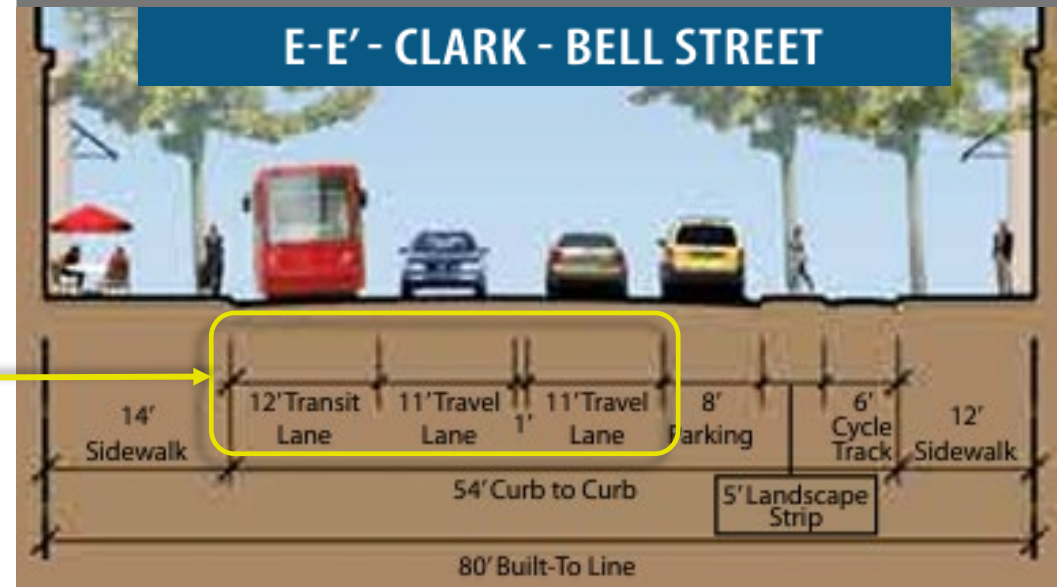 E-E' - CLARK - BELL STREET
14'
Sidewalk
12' Transit
Lane
11' Travel
Lane
1'
11' Travel
Lane
8'
Parking
6'
Cycle
Track
12'
Sidewalk
54' Curb to Curb
5' Landscape
Strip
80' Built-To Line